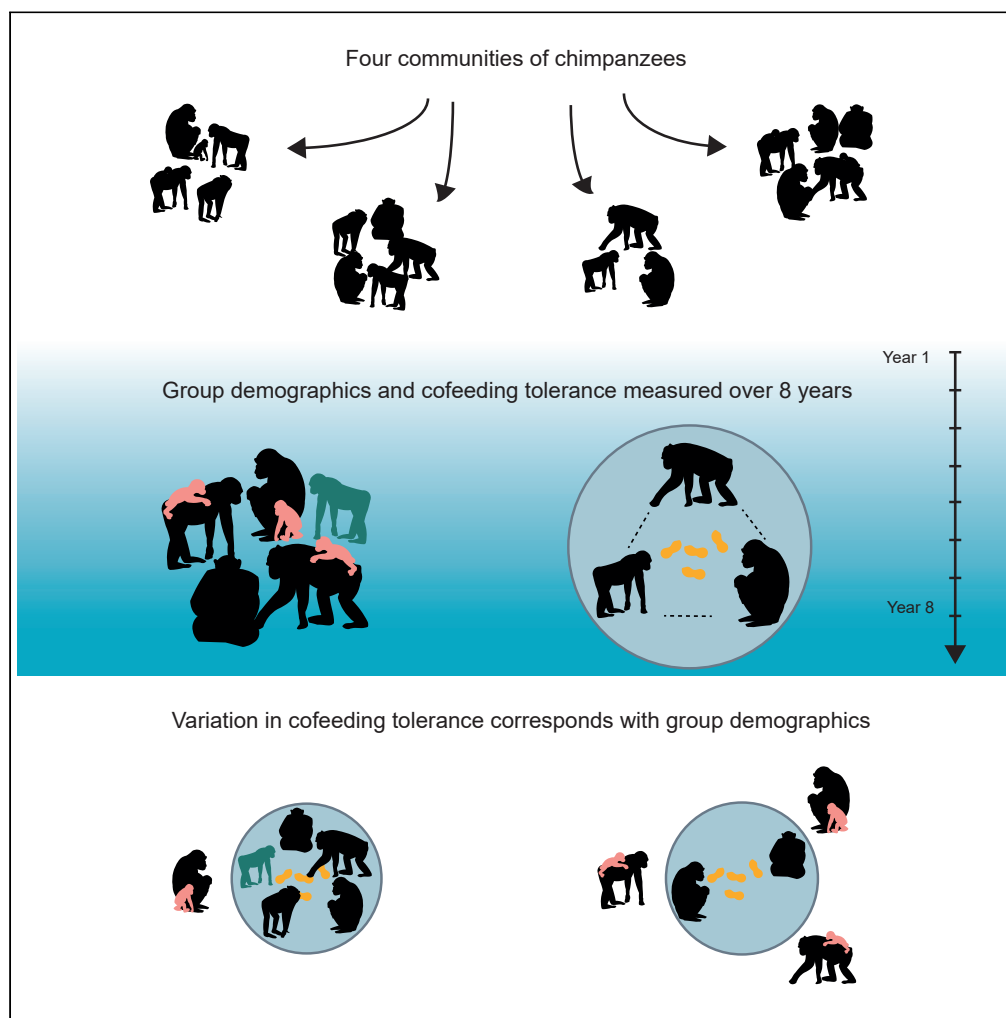 Four communities of chimpanzees
Year 1
Group demographics and cofeeding tolerance measured over 8 years
Year 8
Variation in cofeeding tolerance corresponds with group demographics